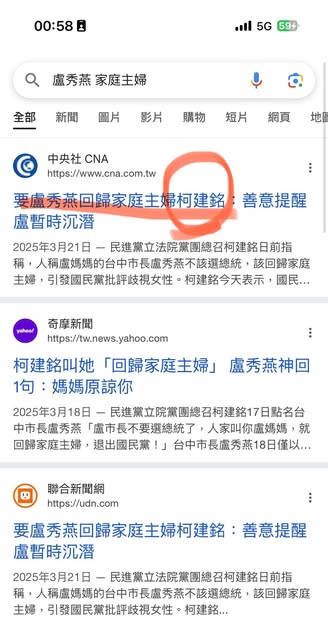 00:58
5G
59
盧秀燕 家庭主婦
全部 新聞 圖片 影片 購物 短片 網頁 地圖
中央社 CNA
https://www.cna.com.tw
要盧秀燕回歸家庭主婦柯建銘：善意提醒
盧暫時沉潛
2025年3月21日 — 民進黨立法院黨團總召柯建銘日前指
稱，人稱盧媽媽的台中市長盧秀燕不該選總統，該回歸家庭
主婦，引發國民黨批評歧視女性。柯建銘今天表示，國民...
yahoo!
奇摩新聞
https://tw.news.yahoo.com
柯建銘叫她「回歸家庭主婦」 盧秀燕神回
1句：媽媽原諒你
2025年3月18日 — 民進黨立院黨團總召柯建銘17日點名台
中市長盧秀燕「盧市長不要選總統了，人家叫你盧媽媽，就
回歸家庭主婦，退出國民黨！」台中市長盧秀燕18日僅以...
聯合新聞網
https://udn.com
要盧秀燕回歸家庭主婦柯建銘：善意提醒
盧暫時沉潛
2025年3月21日 — 民進黨立法院黨團總召柯建銘日前指
稱，人稱盧媽媽的台中市長盧秀燕不該選總統，該回歸家庭
主婦，引發國民黨批評歧視女性。柯建銘...